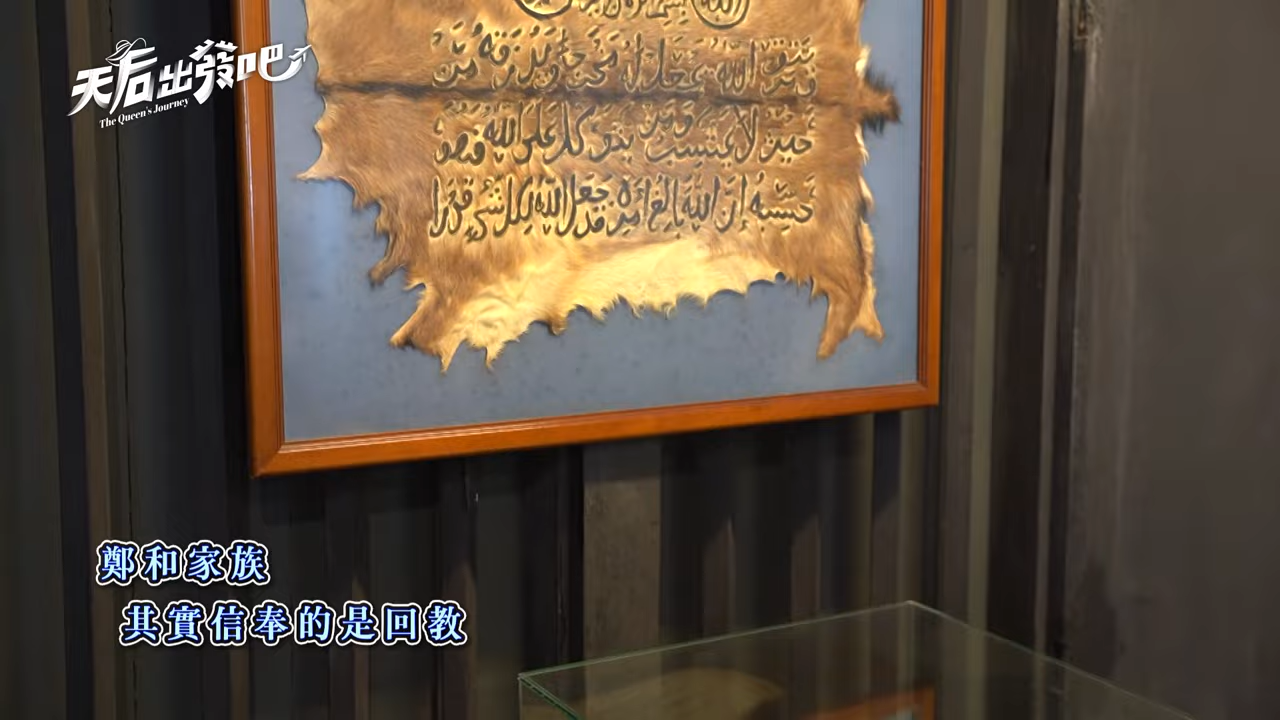 天后出發吧
The Queen's Journey
ومن يتق الله يجعل له مخرجا ويرزقه من
حيث لا يحتسب ومن يتوكل على الله فهو
حسبه إن الله بالغ أمره قد جعل الله لكل شيء قدرا
鄭和家族
其實信奉的是回教